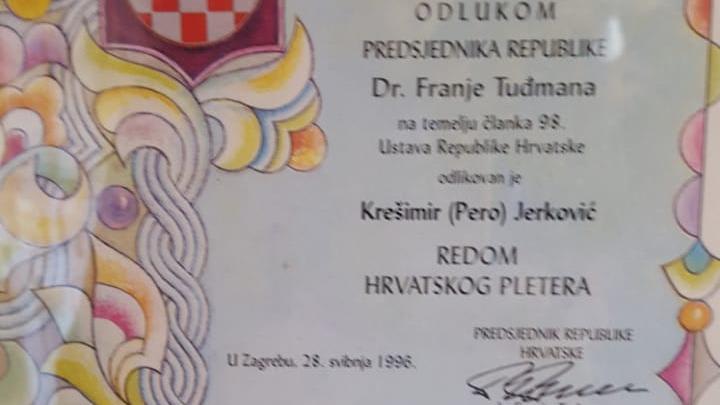 ODLUKOM
PREDSJEDNIKA REPUBLIKE
Dr. Franje Tuđmana
na temelju članka 98.
Ustava Republike Hrvatske
odlikovan je
Krešimir (Pero) Jerković
REDOM
HRVATSKOG PLETERA
PREDSJEDNIK REPUBLIKE
HRVATSKE
U Zagrebu, 28. svibnja 1996.